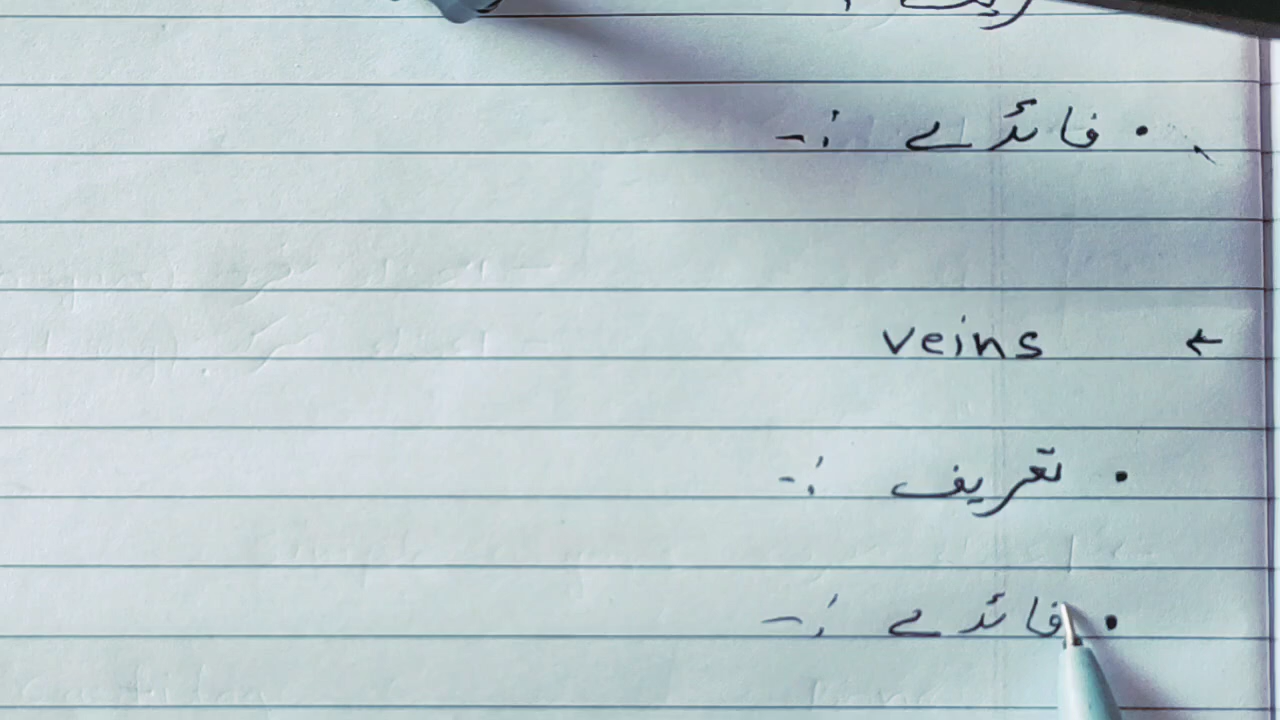 • فائدے :-
← veins
• تعریف :-
• فائدے :-